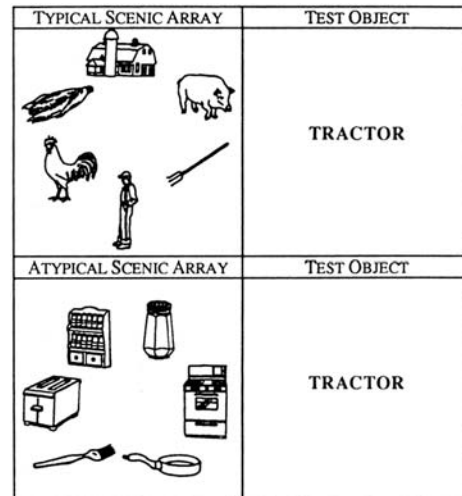 TYPICAL SCENIC ARRAY
TEST OBJECT
TRACTOR
ATYPICAL SCENIC ARRAY
TEST OBJECT
TRACTOR